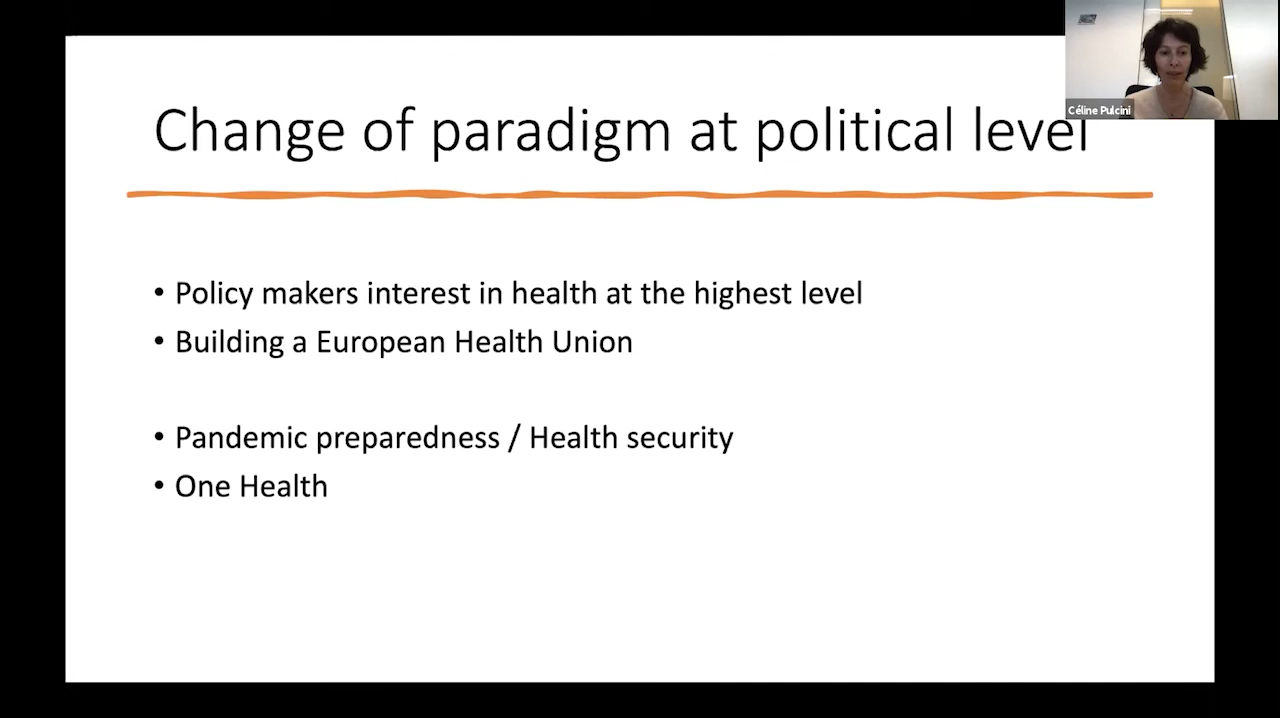 Céline Pulcini
Change of paradigm at political level
• Policy makers interest in health at the highest level
• Building a European Health Union
• Pandemic preparedness / Health security
• One Health